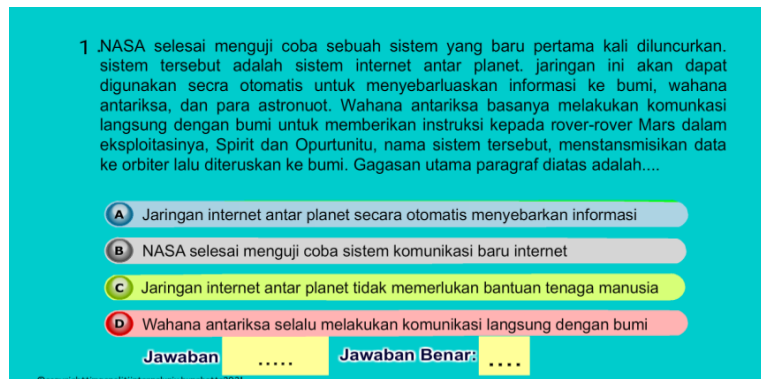 1 .NASA selesai menguji coba sebuah sistem yang baru pertama kali diluncurkan.
sistem tersebut adalah sistem internet antar planet. jaringan ini akan dapat
digunakan secra otomatis untuk menyebarluaskan informasi ke bumi, wahana
antariksa, dan para astronuot. Wahana antariksa basanya melakukan komunkasi
langsung dengan bumi untuk memberikan instruksi kepada rover-rover Mars dalam
eksploitasinya, Spirit dan Opurtunitu, nama sistem tersebut, menstansmisikan data
ke orbiter lalu diteruskan ke bumi. Gagasan utama paragraf diatas adalah....
A Jaringan internet antar planet secara otomatis menyebarkan informasi
B NASA selesai menguji coba sistem komunikasi baru internet
C Jaringan internet antar planet tidak memerlukan bantuan tenaga manusia
D Wahana antariksa selalu melakukan komunikasi langsung dengan bumi
Jawaban ..... Jawaban Benar: ....